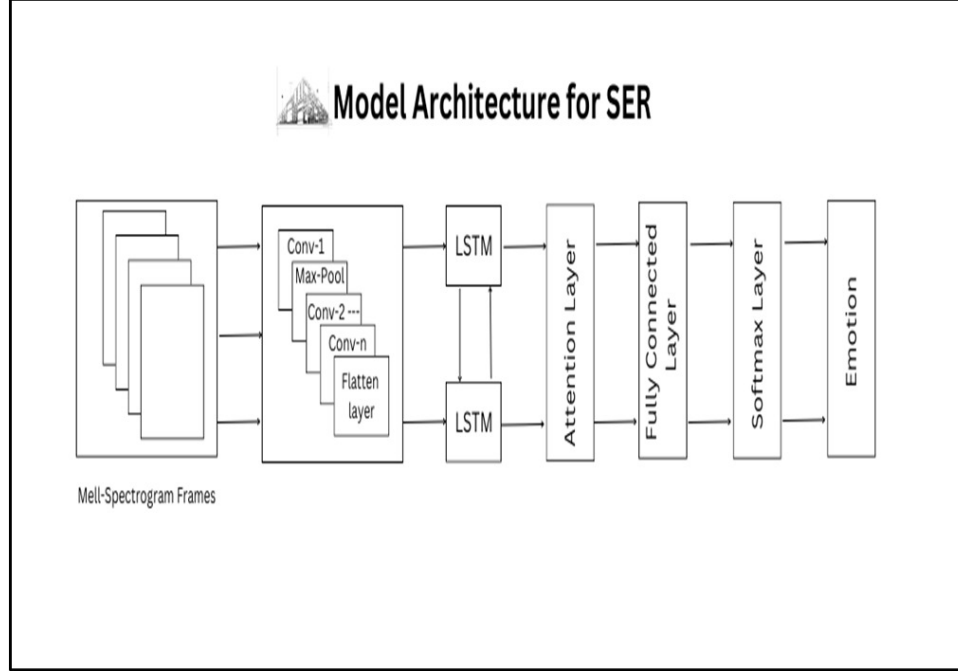 Model Architecture for SER
Conv-1
Max-Pool
Conv-2 ---
Conv-n
Flatten
layer
LSTM
LSTM
Attention Layer
Fully Connected
Layer
Softmax Layer
Emotion
Mell-Spectrogram Frames